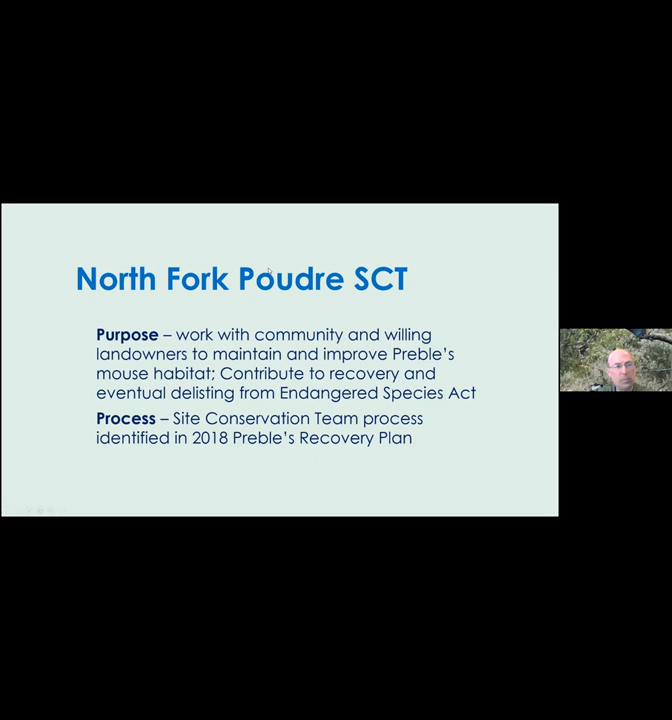 North Fork Poudre SCT
Purpose – work with community and willing
landowners to maintain and improve Preble's
mouse habitat; Contribute to recovery and
eventual delisting from Endangered Species Act
Process – Site Conservation Team process
identified in 2018 Preble's Recovery Plan